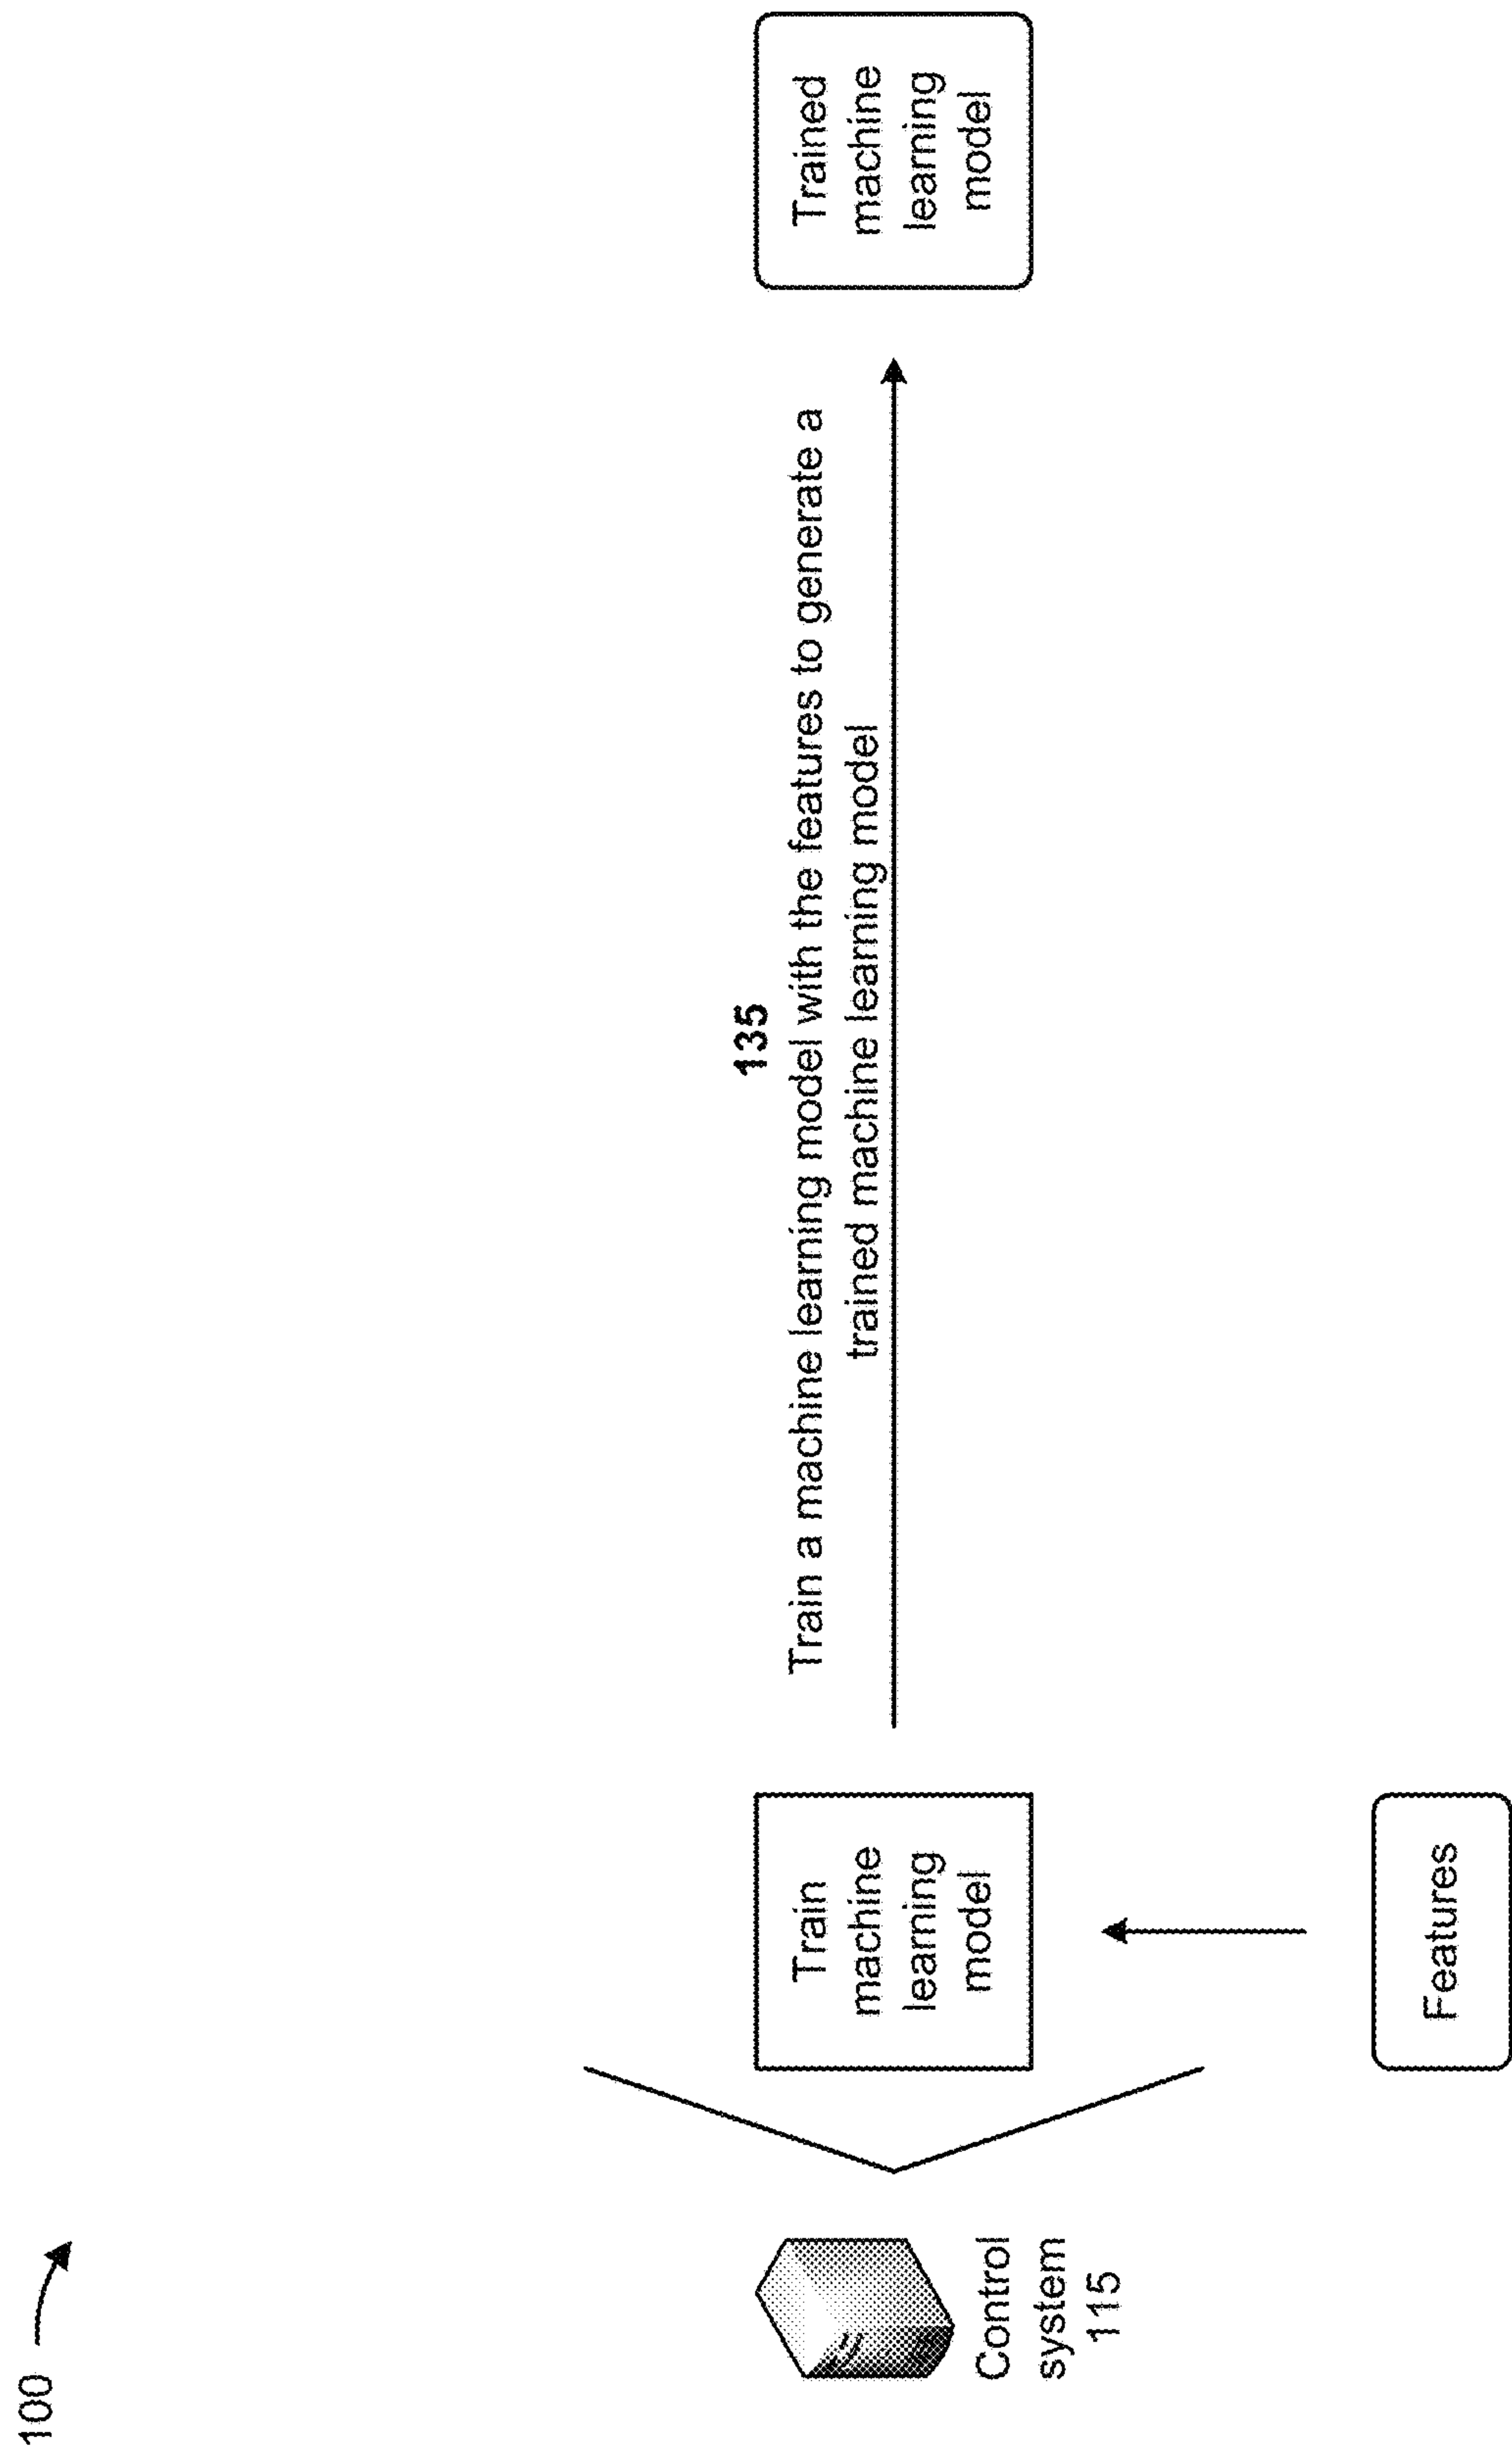 100
135
Train a machine learning model with the features to generate a
trained machine learning model
Control
system
115
Train
machine
learning
model
Trained
machine
learning
model
Features